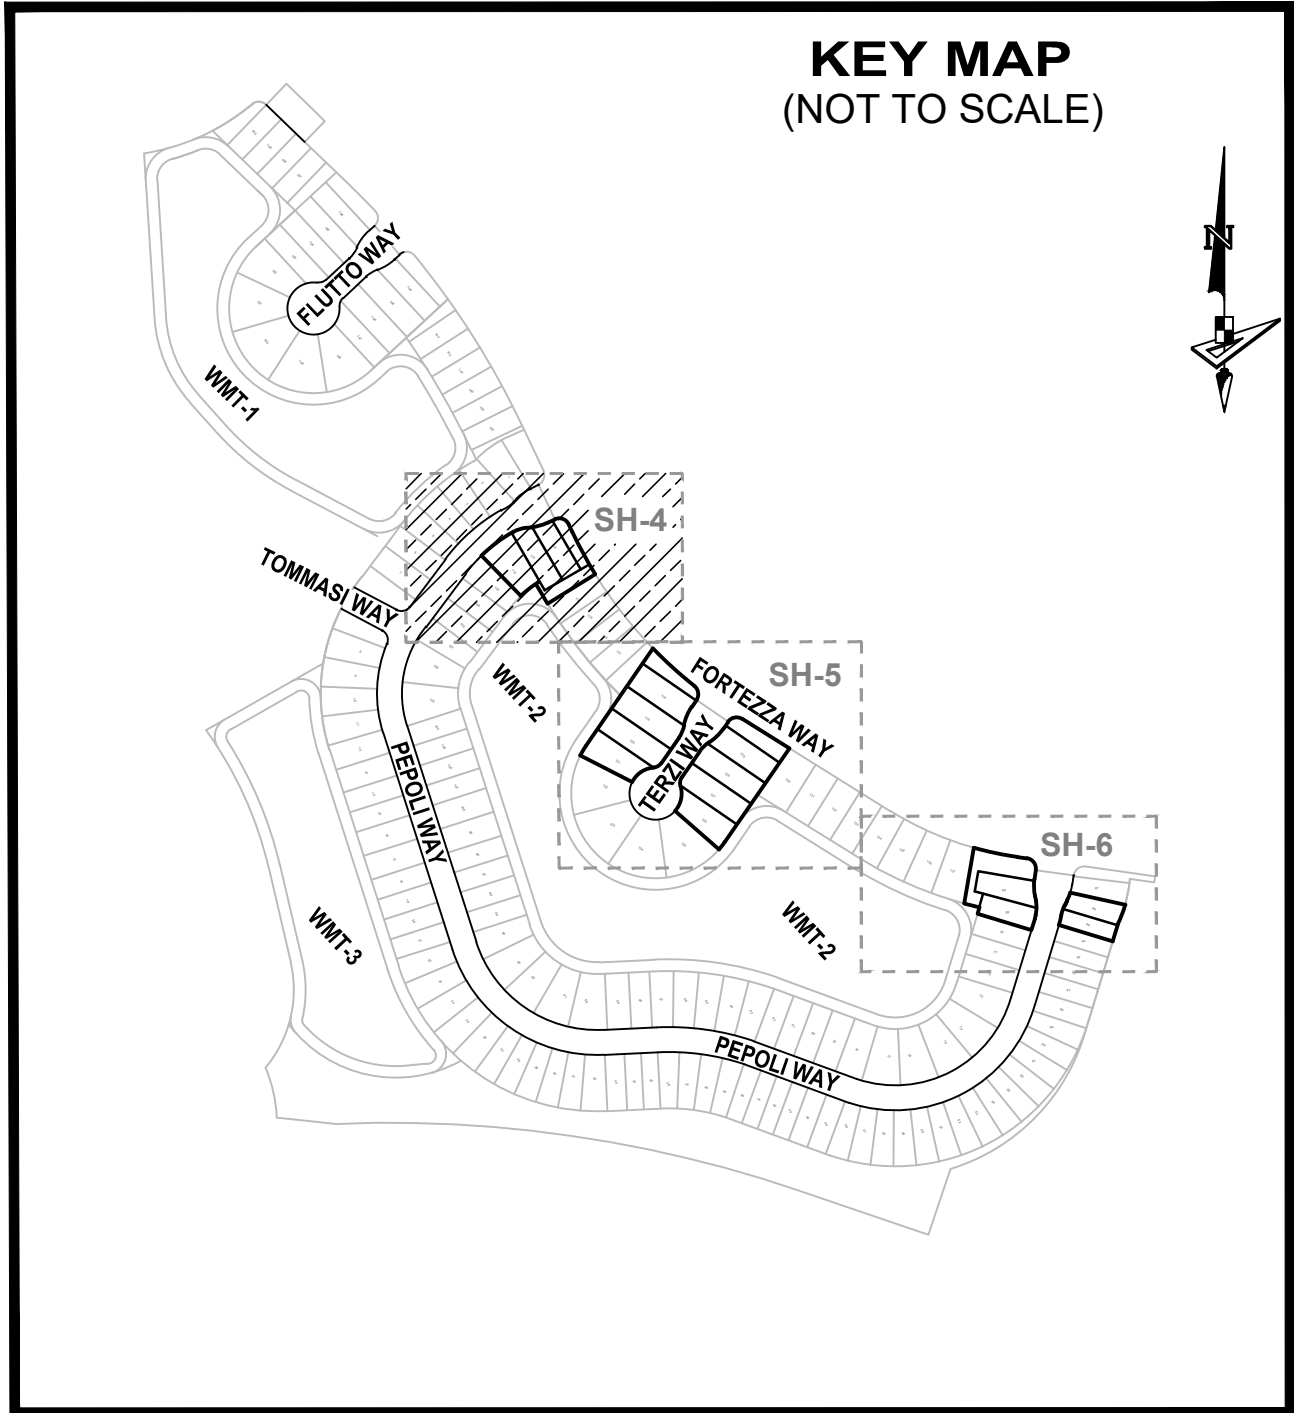 KEY MAP
(NOT TO SCALE)
N
FLUTTO WAY
WMT-1
SH-4
TOMMASI WAY
WMT-2
FORTEZZA WAY
SH-5
TERZI WAY
PEPOLI WAY
SH-6
WMT-3
WMT-2
PEPOLI WAY